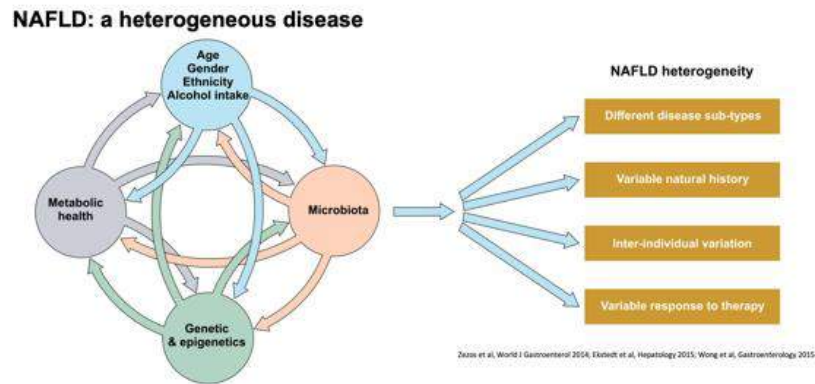 NAFLD: a heterogeneous disease
Age
Gender
Ethnicity
Alcohol intake
Metabolic
health
Microbiota
Genetic
& epigenetics
NAFLD heterogeneity
Different disease sub-types
Variable natural history
Inter-individual variation
Variable response to therapy
Zezos et al, World J Gastroenterol 2014; Ekstedt et al, Hepatology 2015; Wong et al, Gastroenterology 2015